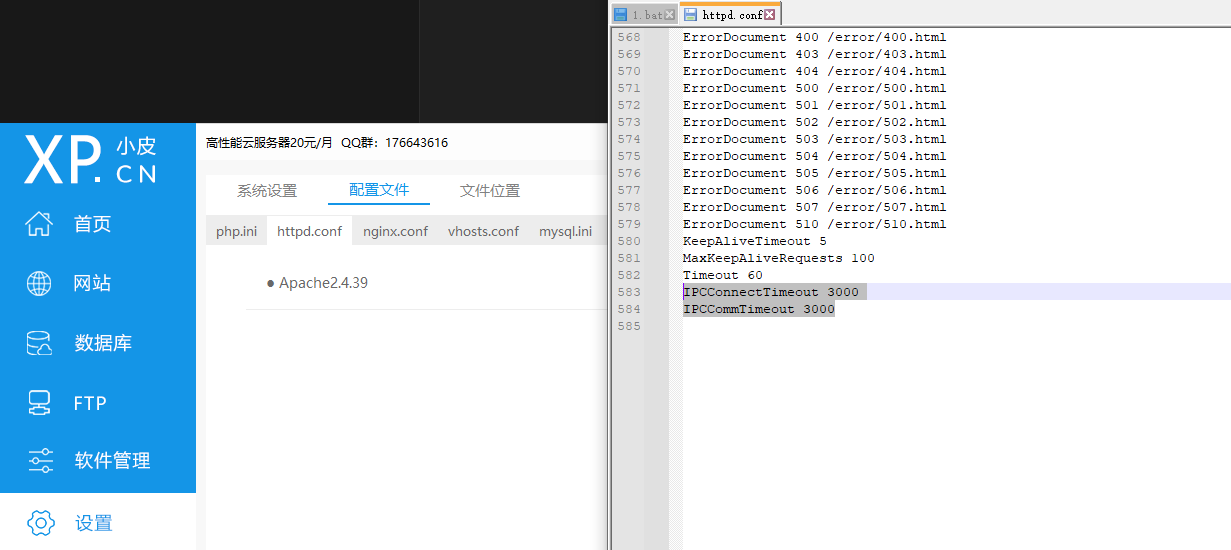 XP.小皮
CN
首页
网站
数据库
FTP
软件管理
设置
高性能云服务器20元/月 QQ群：176643616
系统设置 配置文件 文件位置
php.ini httpd.conf nginx.conf vhosts.conf mysql.ini
● Apache2.4.39
1.bat httpd.conf
568 ErrorDocument 400 /error/400.html
569 ErrorDocument 403 /error/403.html
570 ErrorDocument 404 /error/404.html
571 ErrorDocument 500 /error/500.html
572 ErrorDocument 501 /error/501.html
573 ErrorDocument 502 /error/502.html
574 ErrorDocument 503 /error/503.html
575 ErrorDocument 504 /error/504.html
576 ErrorDocument 505 /error/505.html
577 ErrorDocument 506 /error/506.html
578 ErrorDocument 507 /error/507.html
579 ErrorDocument 510 /error/510.html
580 KeepAliveTimeout 5
581 MaxKeepAliveRequests 100
582 Timeout 60
583 IPCConnectTimeout 3000
584 IPCCommTimeout 3000
585